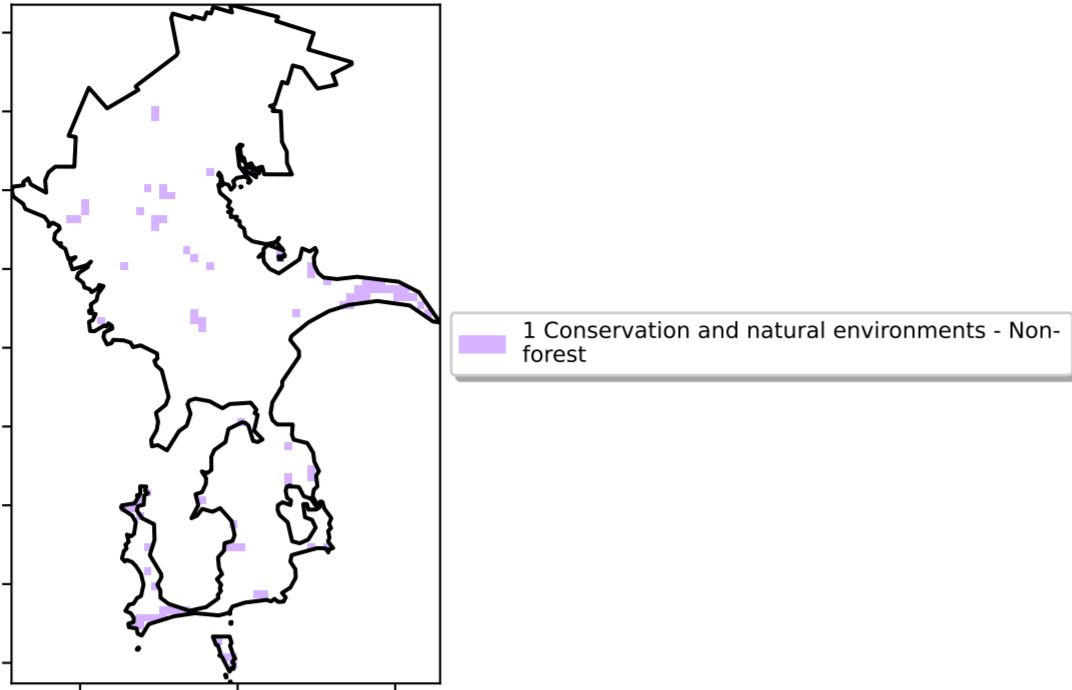 1 Conservation and natural environments - Non-
forest